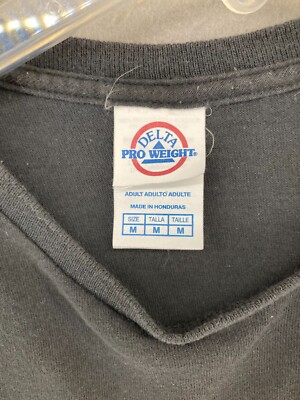 DELTA
PRO WEIGHT®
ADULT ADULTO ADULTE
MADE IN HONDURAS
SIZE TALLA TAILLE
M M M